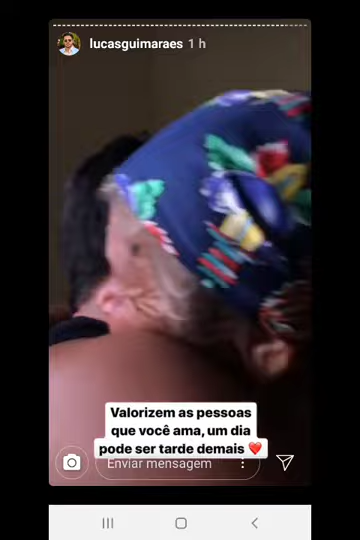 lucasguimaraes 1 h
Valorizem as pessoas
que você ama, um dia
pode ser tarde demais ❤️
Enviar mensagem